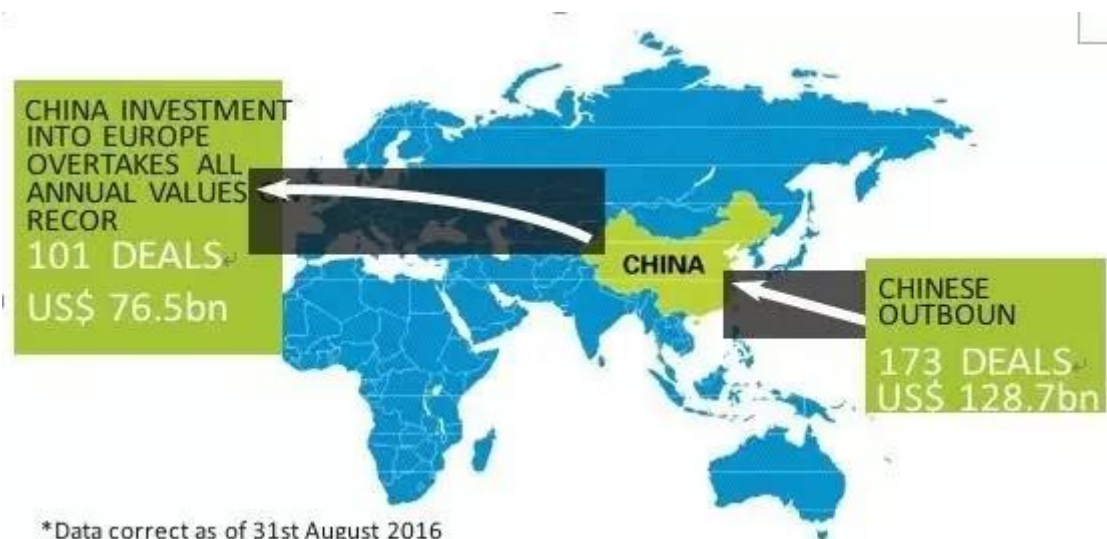 CHINA INVESTMENT
INTO EUROPE
OVERTAKES ALL
ANNUAL VALUES ON
RECOR
101 DEALS
US$ 76.5bn
CHINA
CHINESE
OUTBOUN
173 DEALS
US$ 128.7bn
*Data correct as of 31st August 2016